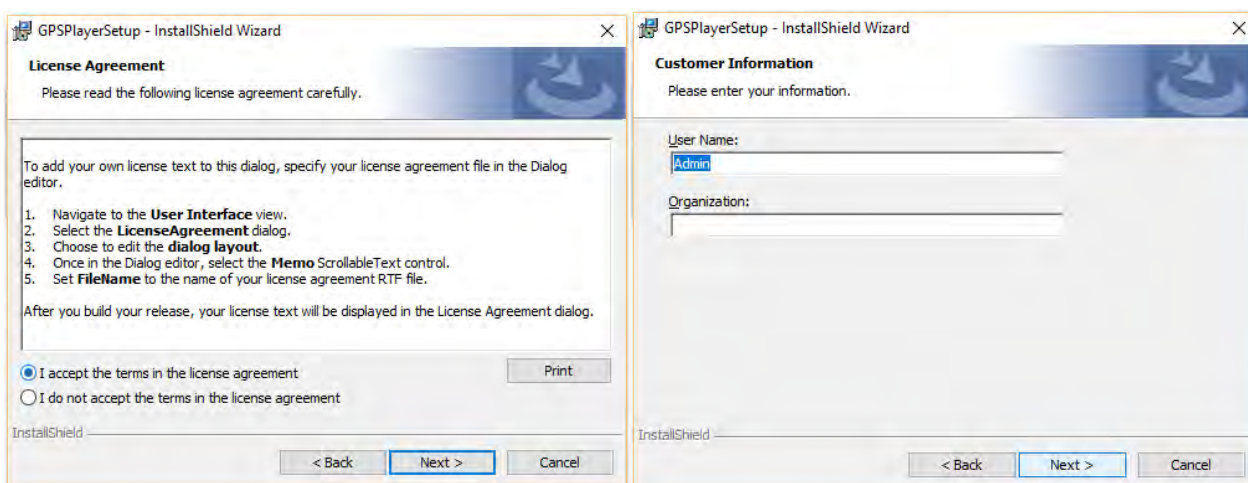 GPSPlayerSetup - InstallShield Wizard
License Agreement
Please read the following license agreement carefully.
To add your own license text to this dialog, specify your license agreement file in the Dialog
editor.
1. Navigate to the User Interface view.
2. Select the LicenseAgreement dialog.
3. Choose to edit the dialog layout.
4. Once in the Dialog editor, select the Memo ScrollableText control.
5. Set FileName to the name of your license agreement RTF file.
After you build your release, your license text will be displayed in the License Agreement dialog.
I accept the terms in the license agreement
Print
I do not accept the terms in the license agreement
InstallShield
< Back
Next >
Cancel
GPSPlayerSetup - InstallShield Wizard
Customer Information
Please enter your information.
User Name:
Admin
Organization:
InstallShield
< Back
Next >
Cancel